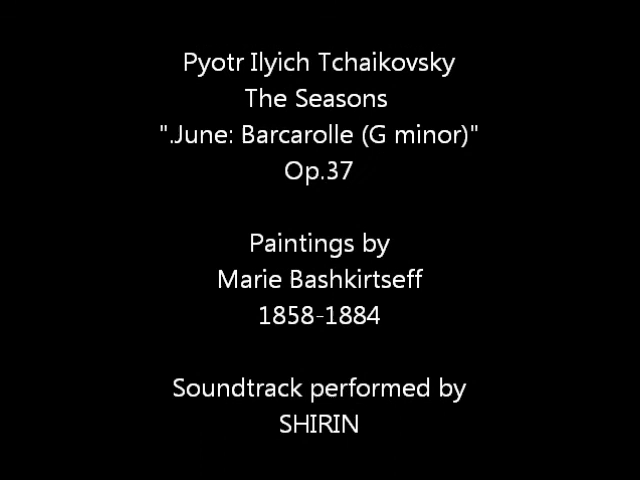 Pyotr Ilyich Tchaikovsky
The Seasons
".June: Barcarolle (G minor)"
Op.37
Paintings by
Marie Bashkirtseff
1858-1884
Soundtrack performed by
SHIRIN